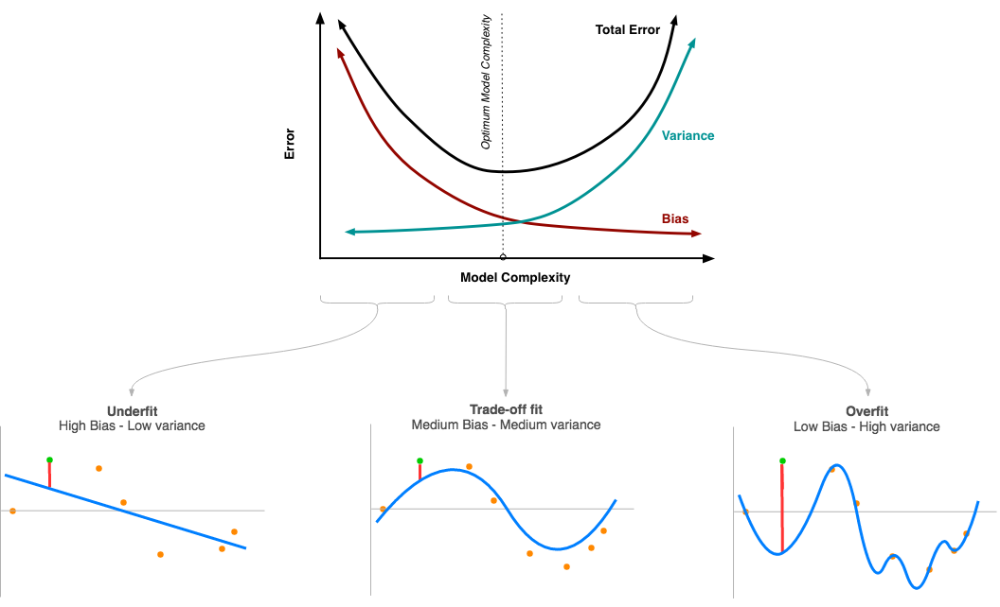 Total Error
Optimum Model Complexity
Variance
Error
Bias
Model Complexity
Underfit
High Bias - Low variance
Trade-off fit
Medium Bias - Medium variance
Overfit
Low Bias - High variance